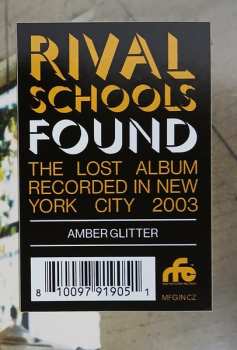 RIVAL
SCHOOLS
FOUND
THE LOST ALBUM
RECORDED IN NEW
YORK CITY 2003
AMBER GLITTER
8 10097 91905 1
rfc
MFGINCZ